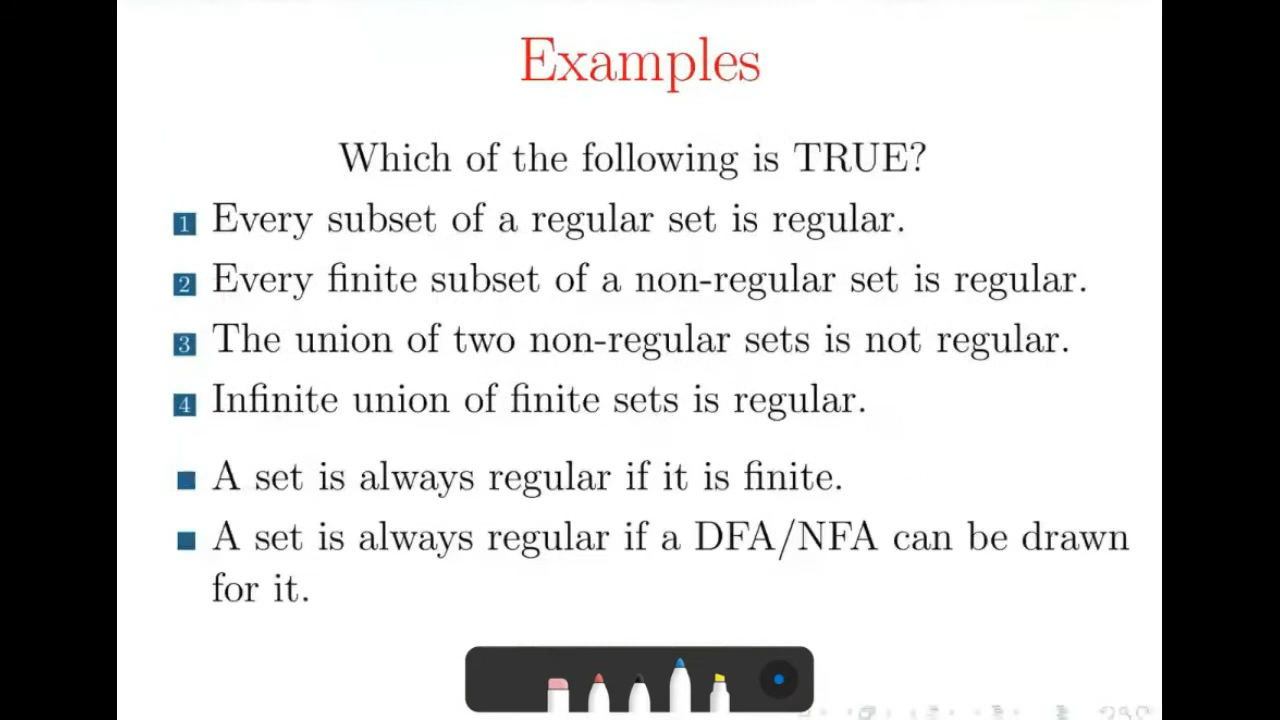 Examples
Which of the following is TRUE?
1 Every subset of a regular set is regular.
2 Every finite subset of a non-regular set is regular.
3 The union of two non-regular sets is not regular.
4 Infinite union of finite sets is regular.
A set is always regular if it is finite.
A set is always regular if a DFA/NFA can be drawn
for it.